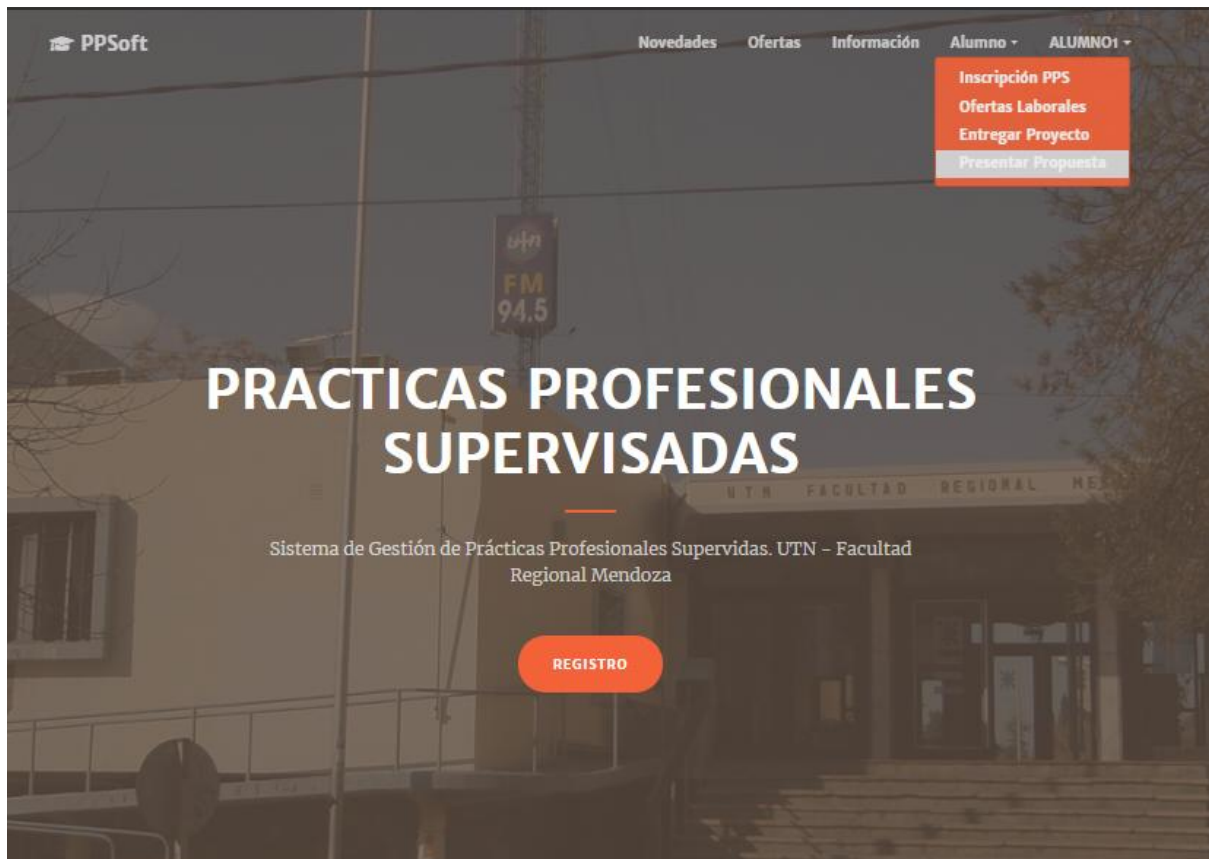 PPSoft
Novedades Ofertas Información Alumno ALUMNO1
Inscripción PPS
Ofertas Laborales
Entregar Proyecto
Presentar Propuesta
utn
FM
94.5
PRACTICAS PROFESIONALES
SUPERVISADAS
UTN FACULTAD REGIONAL
Sistema de Gestión de Prácticas Profesionales Supervidas. UTN – Facultad
Regional Mendoza
REGISTRO